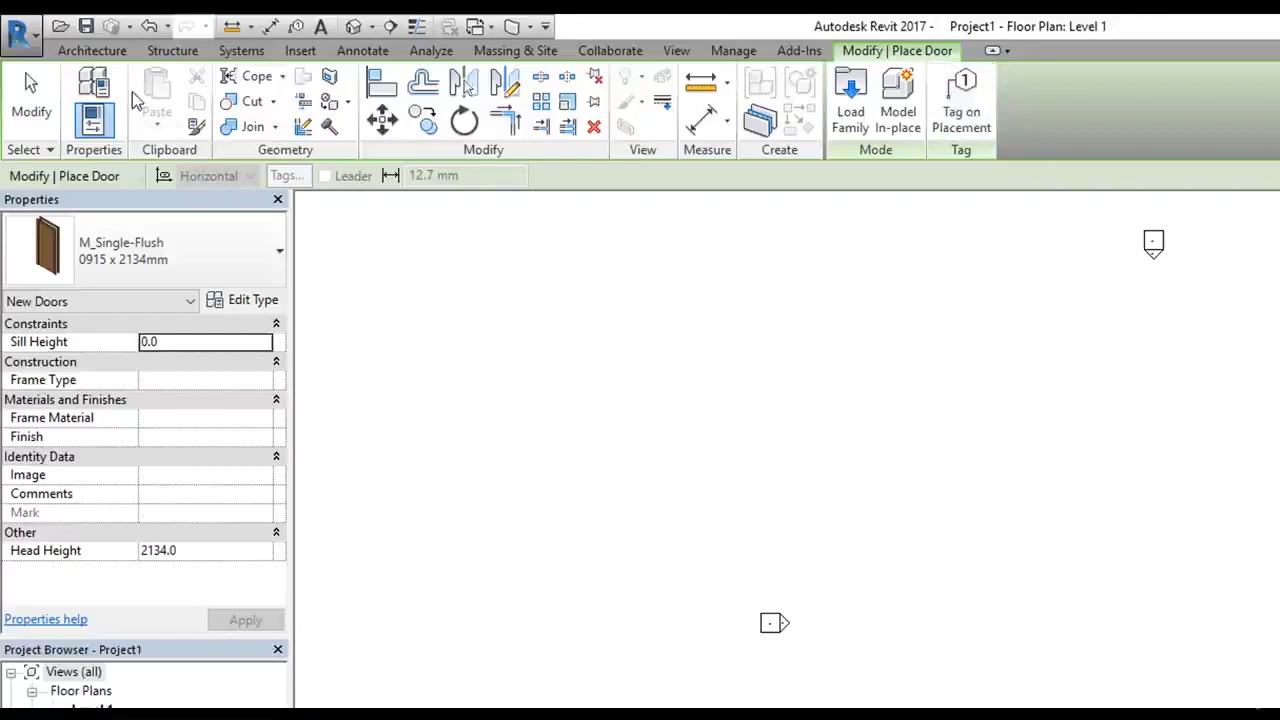 Autodesk Revit 2017 - Project1 - Floor Plan: Level 1
Architecture Structure Systems Insert Annotate Analyze Massing & Site Collaborate View Manage Add-Ins Modify | Place Door
Modify
Paste
Cope
Cut
Join
Load Family
Model In-place
Tag on Placement
Select Properties Clipboard Geometry Modify View Measure Create Mode Tag
Modify | Place Door Horizontal Tags... Leader 12.7 mm
Properties
M_Single-Flush
0915 x 2134mm
New Doors Edit Type
Constraints
Sill Height 0.0
Construction
Frame Type
Materials and Finishes
Frame Material
Finish
Identity Data
Image
Comments
Mark
Other
Head Height 2134.0
Properties help Apply
Project Browser - Project1
Views (all)
Floor Plans